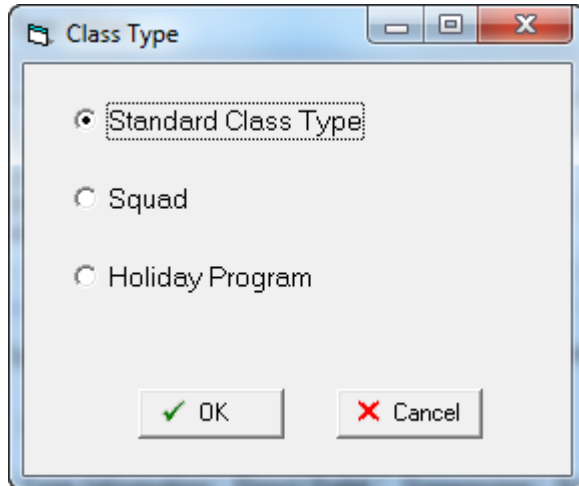 Class Type
Standard Class Type
Squad
Holiday Program
OK
Cancel